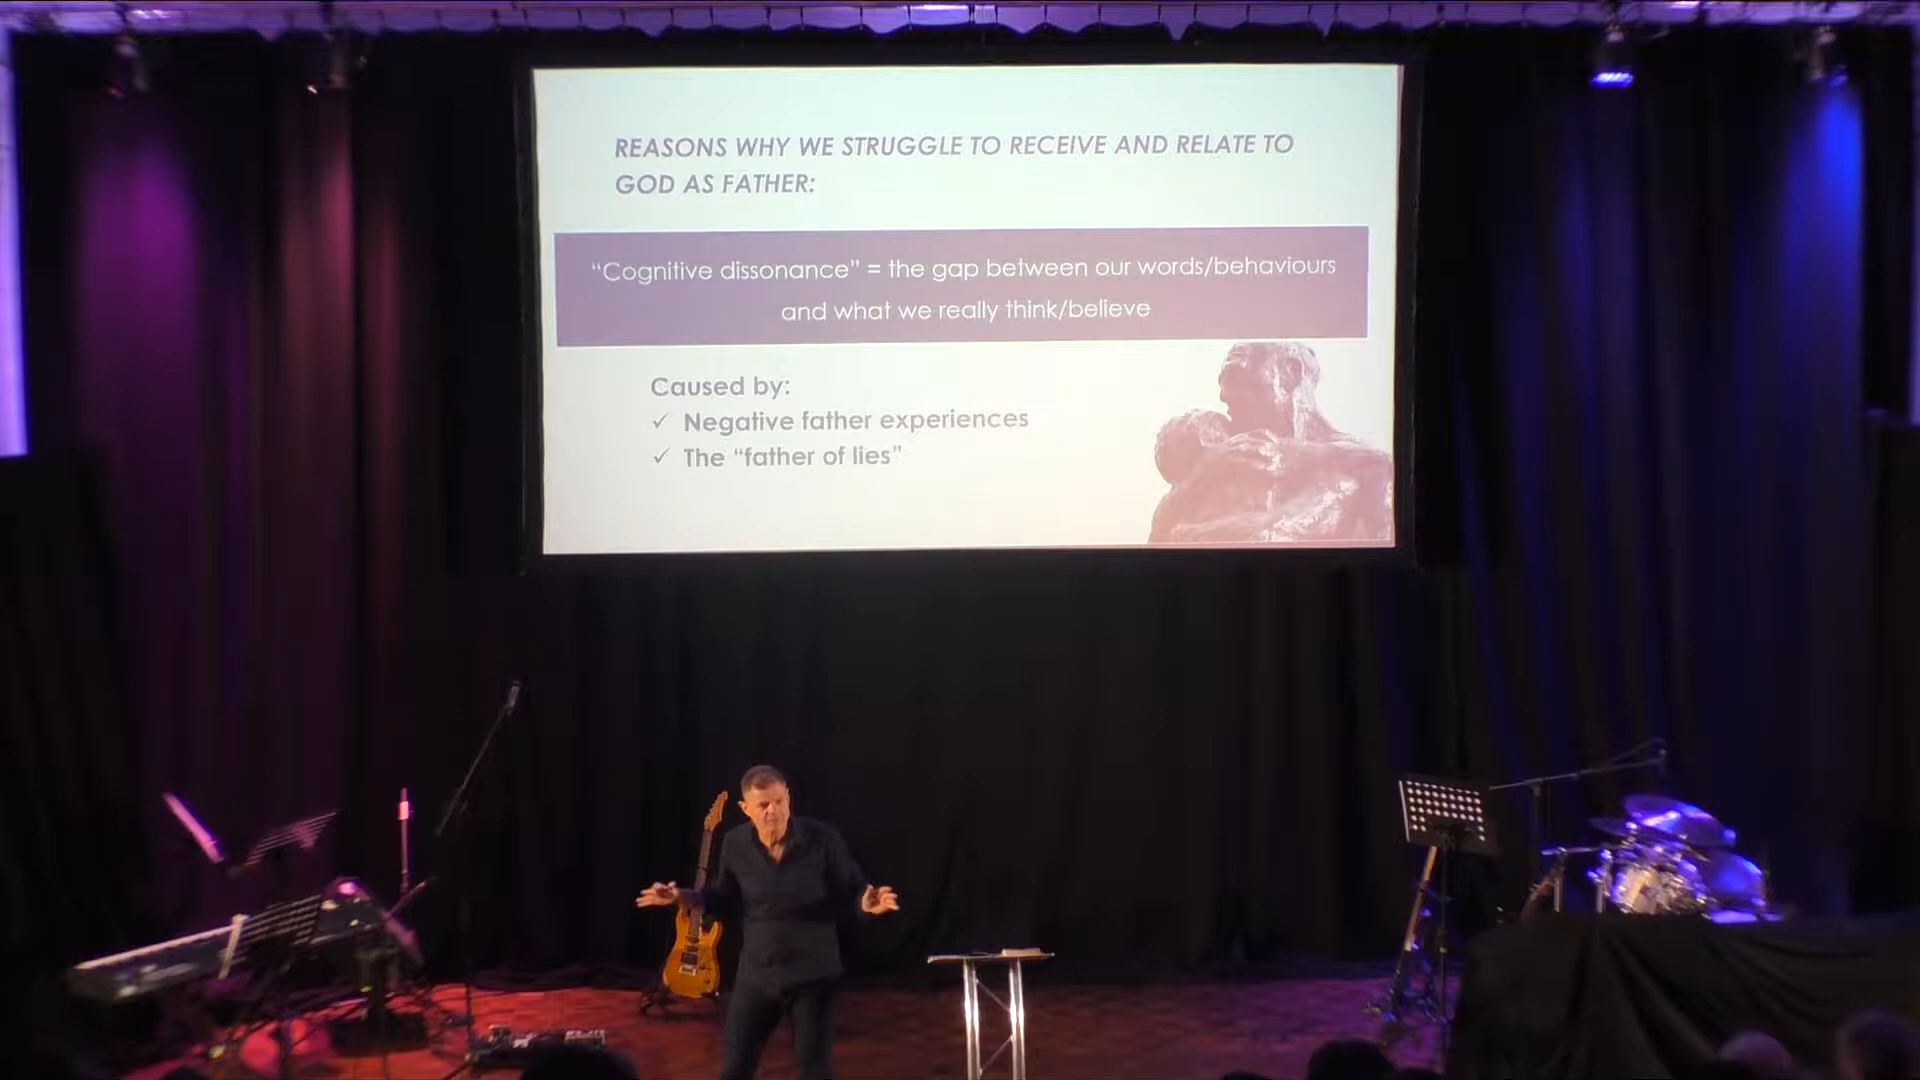 REASONS WHY WE STRUGGLE TO RECEIVE AND RELATE TO
GOD AS FATHER:
“Cognitive dissonance” = the gap between our words/behaviours
and what we really think/believe
Caused by:
✓ Negative father experiences
✓ The “father of lies”